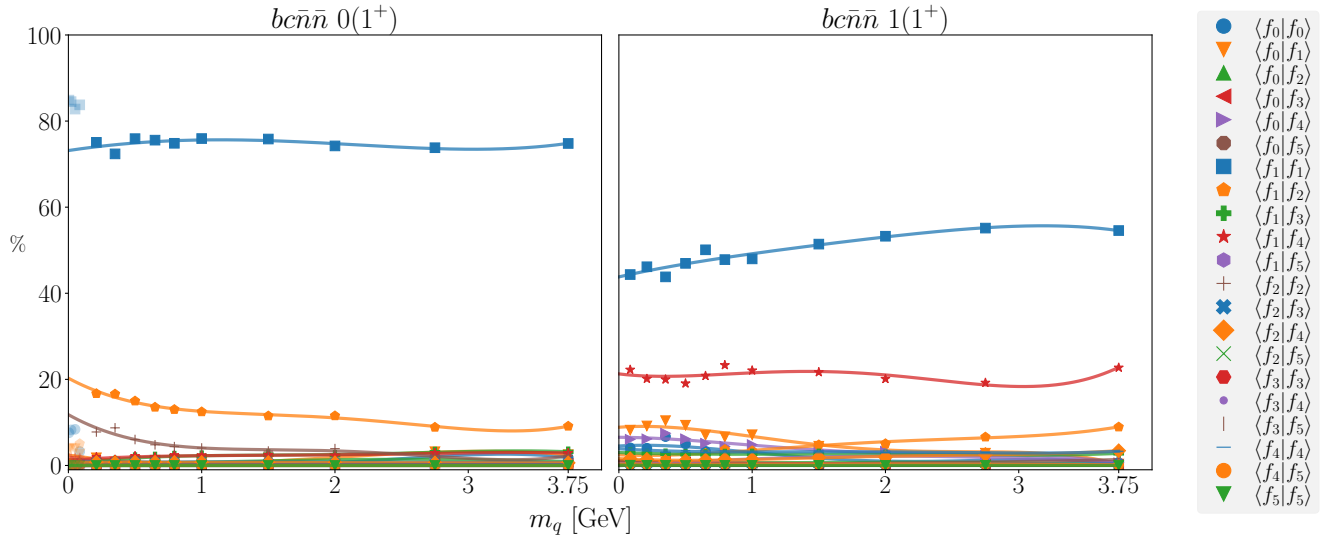 bcn̄n̄ 0(1⁺)
bcn̄n̄ 1(1⁺)
100
80
60
%
40
20
0
0 1 2 3 3.75
0 1 2 3 3.75
m_q [GeV]
⟨f₀|f₀⟩
⟨f₀|f₁⟩
⟨f₀|f₂⟩
⟨f₀|f₃⟩
⟨f₀|f₄⟩
⟨f₀|f₅⟩
⟨f₁|f₁⟩
⟨f₁|f₂⟩
⟨f₁|f₃⟩
⟨f₁|f₄⟩
⟨f₁|f₅⟩
⟨f₂|f₂⟩
⟨f₂|f₃⟩
⟨f₂|f₄⟩
⟨f₂|f₅⟩
⟨f₃|f₃⟩
⟨f₃|f₄⟩
⟨f₃|f₅⟩
⟨f₄|f₄⟩
⟨f₄|f₅⟩
⟨f₅|f₅⟩